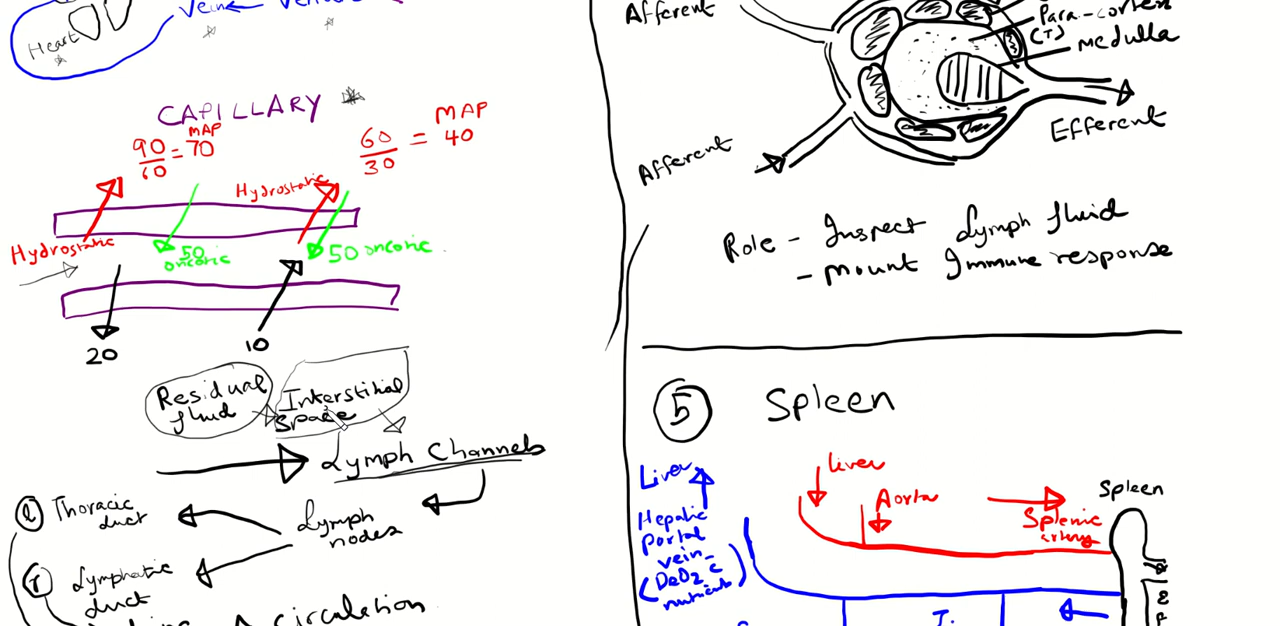 Vein
Heart
CAPILLARY
90
60
= 70
MAP
60
30
= 40
MAP
Hydrostatic
Hydrostatic
50
oncotic
50 oncotic
20
10
Residual
fluid
Interstitial
space
Lymph Channels
Lymph
nodes
(l) Thoracic
duct
(r) Lymphatic
duct
circulation
Afferent
Para-cortex
(T)
medulla
Efferent
Afferent
Role - Inspect Lymph fluid
- mount Immune response
5 Spleen
Liver
Hepatic
portal
vein-
(DeO2 c
nutrients)
liver
Aorta
Splenic
artery
Spleen